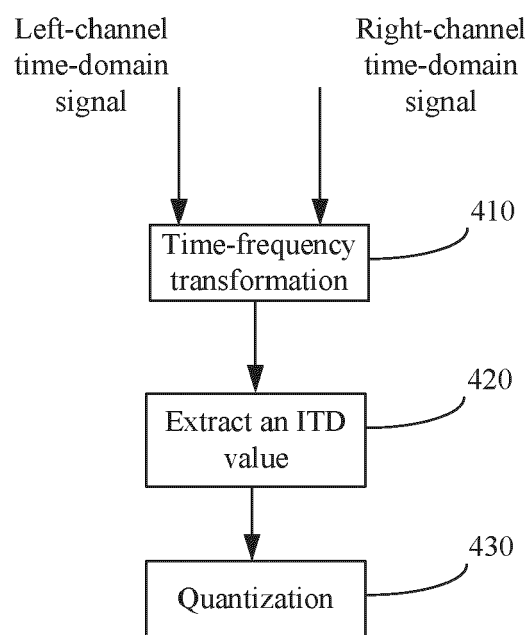 Left-channel
time-domain
signal
Right-channel
time-domain
signal
410
Time-frequency
transformation
420
Extract an ITD
value
430
Quantization